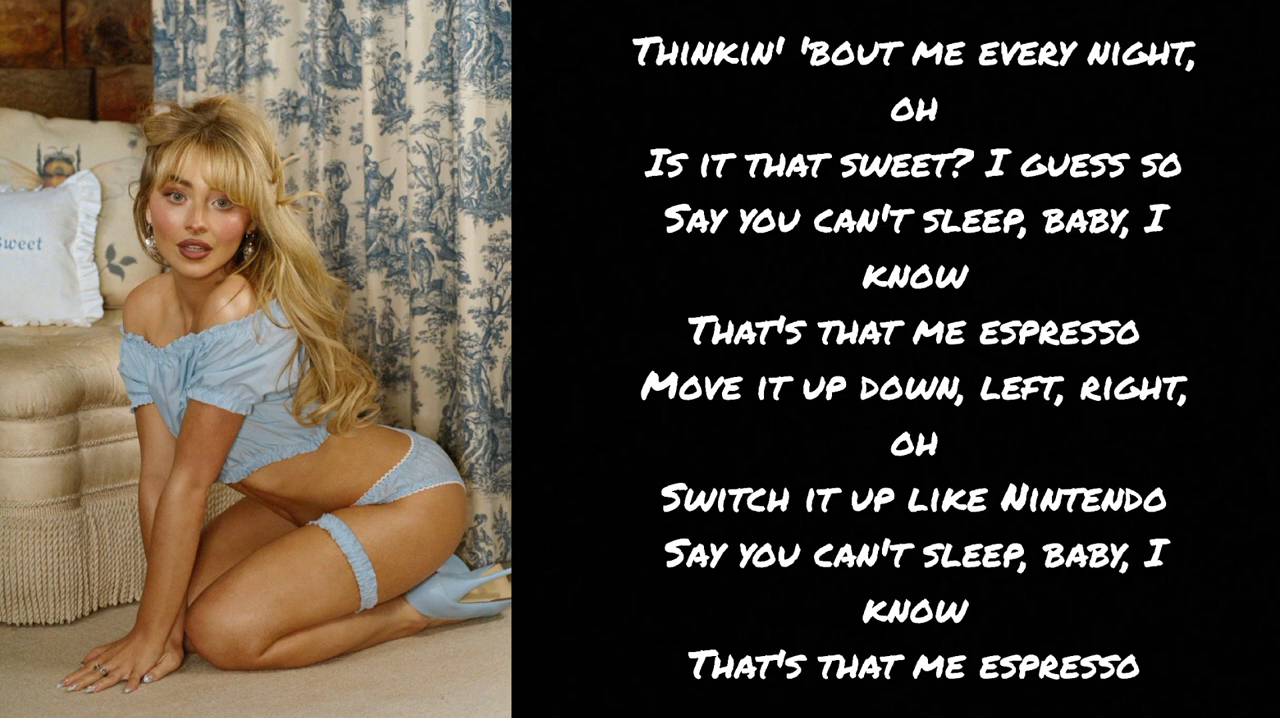 Sweet
Thinkin' 'bout me every night,
oh
Is it that sweet? I guess so
Say you can't sleep, baby, I
know
That's that me espresso
Move it up down, left, right,
oh
Switch it up like Nintendo
Say you can't sleep, baby, I
know
That's that me espresso